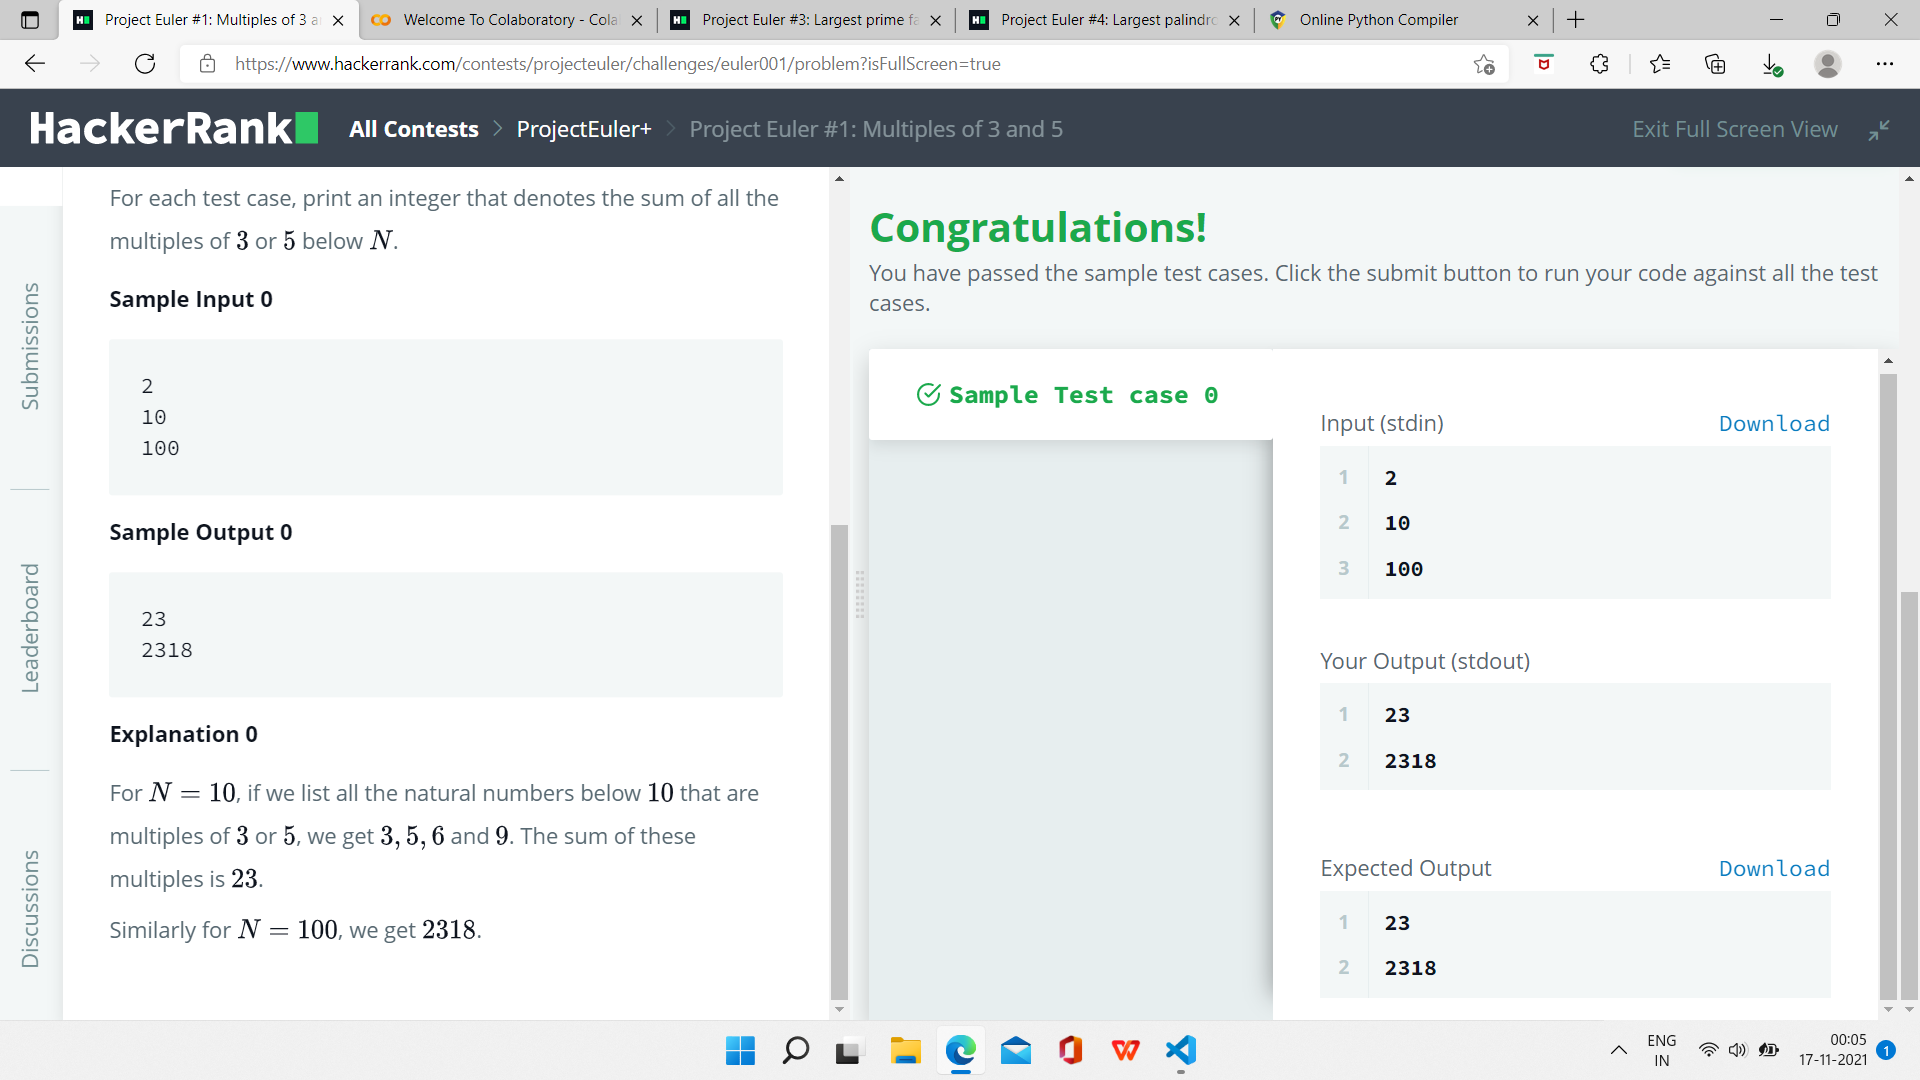 Project Euler #1: Multiples of 3 a
Welcome To Colaboratory - Cola
Project Euler #3: Largest prime fa
Project Euler #4: Largest palindro
Online Python Compiler
https://www.hackerrank.com/contests/projecteuler/challenges/euler001/problem?isFullScreen=true
HackerRank
All Contests
ProjectEuler+
Project Euler #1: Multiples of 3 and 5
Exit Full Screen View
Submissions
Leaderboard
Discussions
For each test case, print an integer that denotes the sum of all the
multiples of 3 or 5 below N.
Sample Input 0
2
10
100
Sample Output 0
23
2318
Explanation 0
For N = 10, if we list all the natural numbers below 10 that are
multiples of 3 or 5, we get 3, 5, 6 and 9. The sum of these
multiples is 23.
Similarly for N = 100, we get 2318.
Congratulations!
You have passed the sample test cases. Click the submit button to run your code against all the test
cases.
Sample Test case 0
Input (stdin)
Download
1 2
2 10
3 100
Your Output (stdout)
1 23
2 2318
Expected Output
Download
1 23
2 2318
ENG
IN
00:05
17-11-2021
1